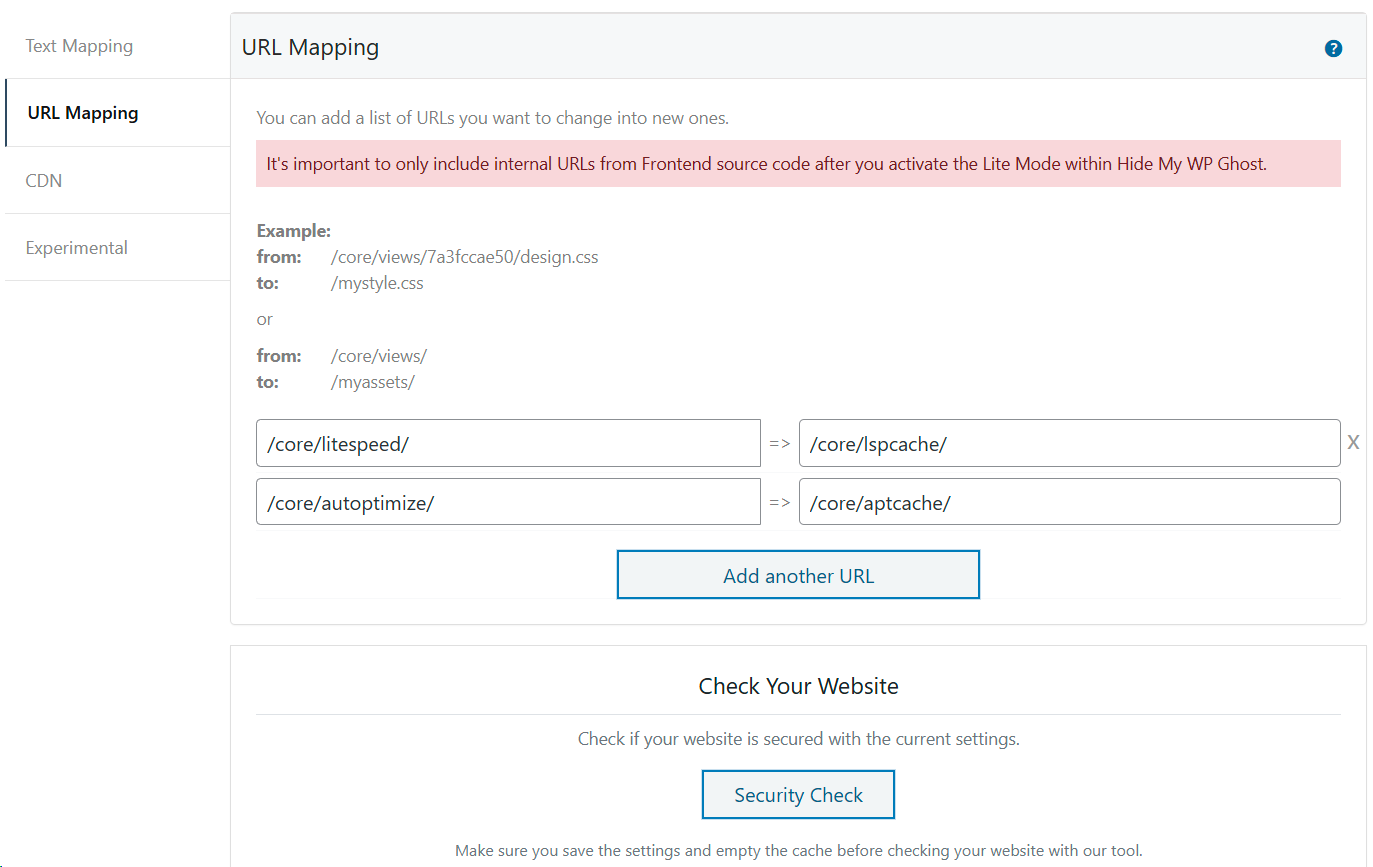 Text Mapping
URL Mapping
CDN
Experimental
URL Mapping
?
You can add a list of URLs you want to change into new ones.
It's important to only include internal URLs from Frontend source code after you activate the Lite Mode within Hide My WP Ghost.
Example:
from: /core/views/7a3fccae50/design.css
to: /mystyle.css
or
from: /core/views/
to: /myassets/
/core/litespeed/ => /core/lspcache/ X
/core/autoptimize/ => /core/aptcache/
Add another URL
Check Your Website
Check if your website is secured with the current settings.
Security Check
Make sure you save the settings and empty the cache before checking your website with our tool.